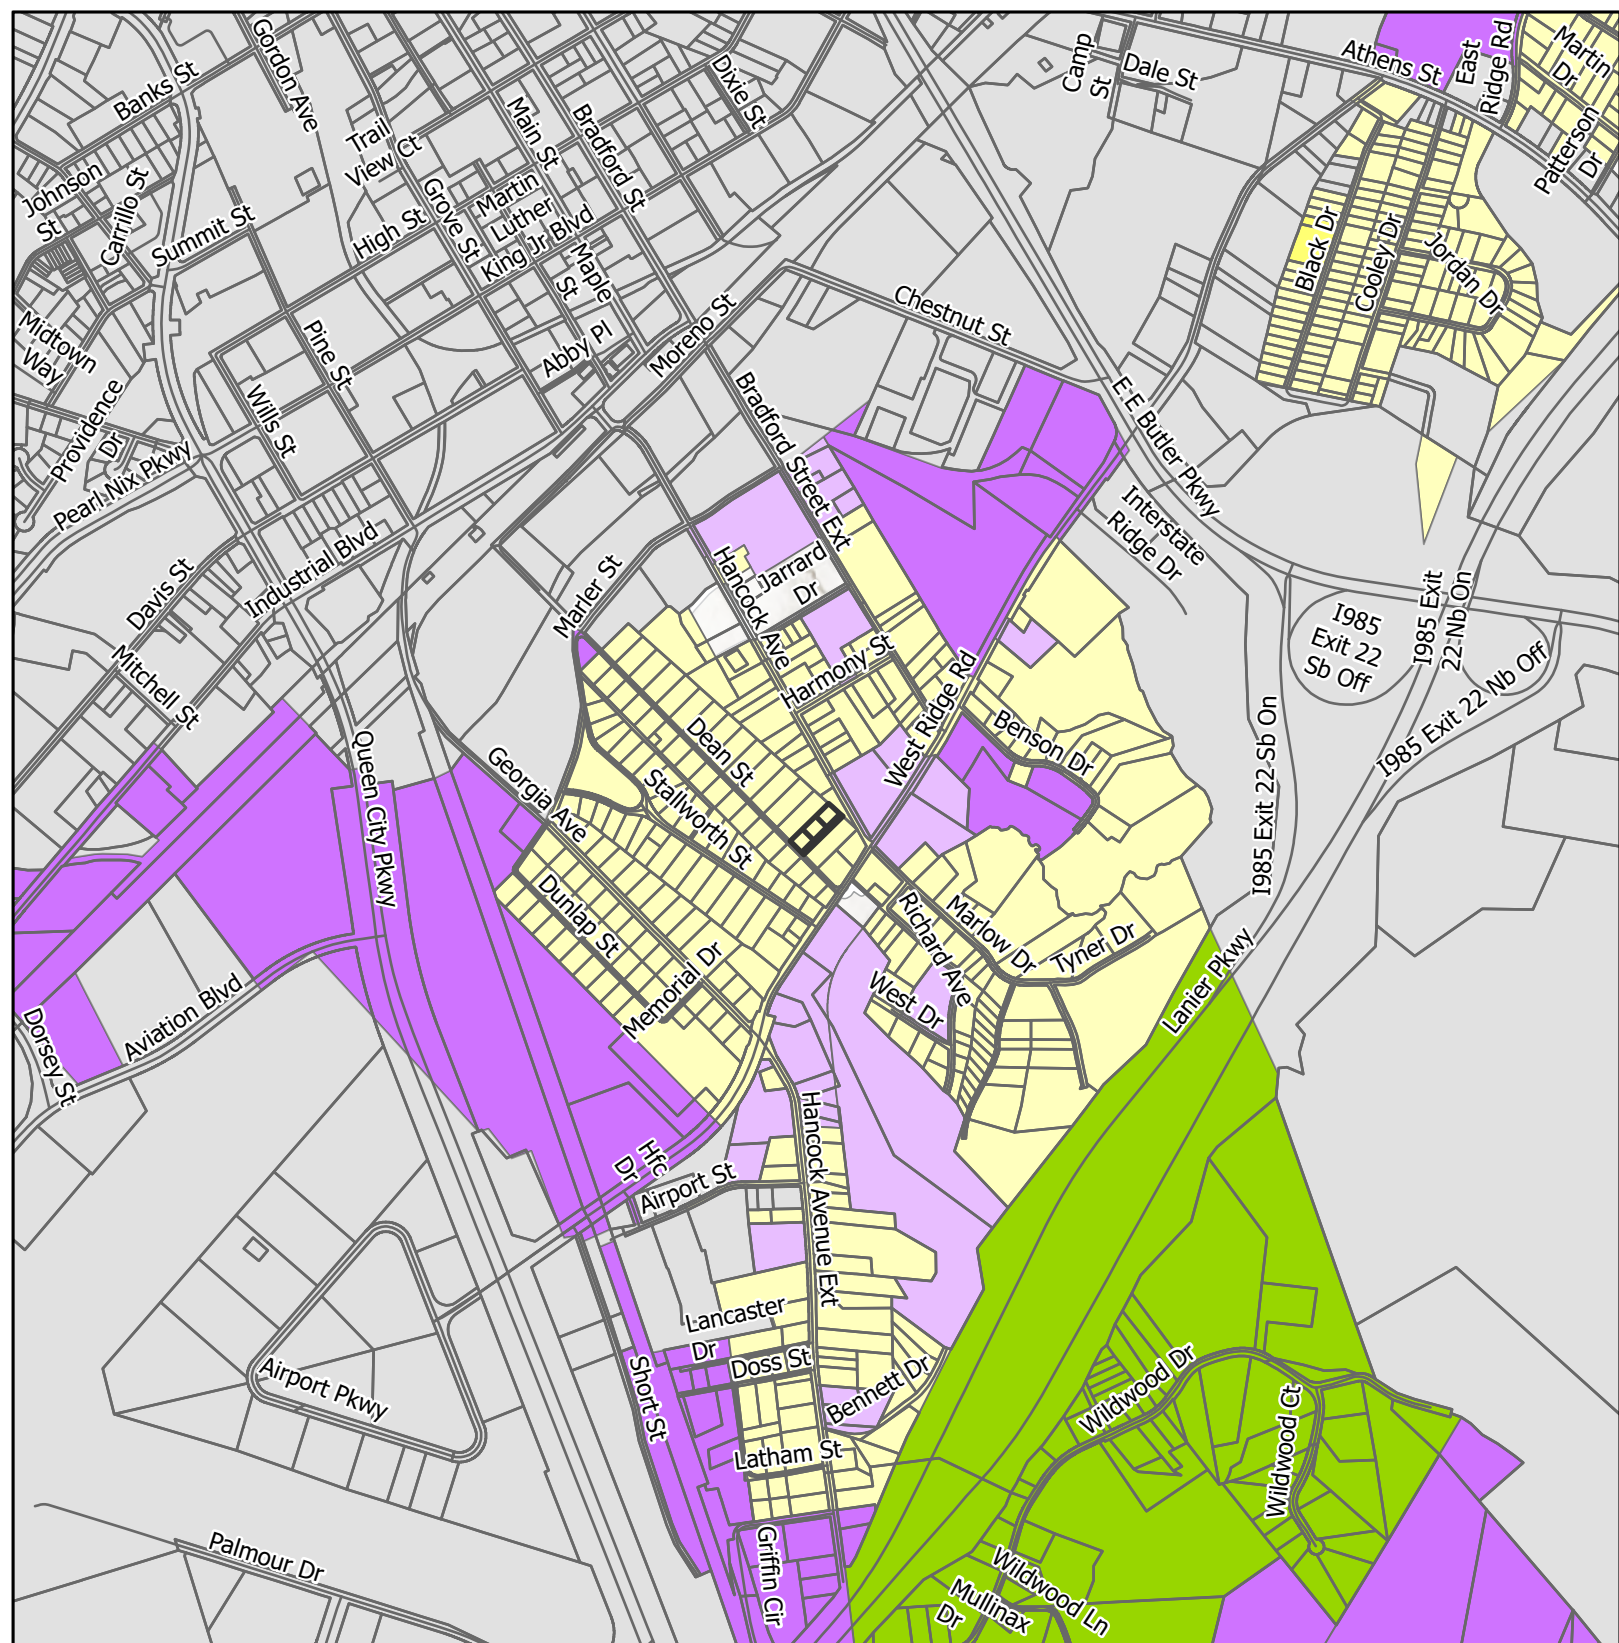 Gordon Ave
Banks St
Camp
St
Dale St
Athens St
East
Ridge Rd
Martin
Dr
Patterson
Dr
Dixie St
Main St
Bradford St
Trail
View Ct
Johnson
St
Carrillo St
Summit St
High St
Grove St
Martin
Luther
King Jr Blvd
Maple
St
Black Dr
Cooley Dr
Jordan Dr
Midtown
Way
Pine St
Abby Pl
Moreno St
Chestnut St
Providence
Dr
Pearl Nix Pkwy
Wills St
Bradford Street Ext
E E Butler Pkwy
Interstate
Ridge Dr
Davis St
Industrial Blvd
Marler St
Hancock Ave
Jarrard
Dr
I985
Exit 22
Sb Off
I985 Exit
22 Nb On
I985 Exit 22 Nb Off
I985 Exit 22 Sb On
Mitchell St
Harmony St
West Ridge Rd
Benson Dr
Dean St
Stallworth St
Georgia Ave
Queen City Pkwy
Dunlap St
Memorial Dr
Richard Ave
Marlow Dr
Tyner Dr
West Dr
Lanier Pkwy
Aviation Blvd
Dorsey St
Hfc
Dr
Airport St
Hancock Avenue Ext
Lancaster
Dr
Doss St
Bennett Dr
Latham St
Short St
Airport Pkwy
Wildwood Dr
Wildwood Ct
Palmour Dr
Griffin Cir
Wildwood Ln
Mullinax
Dr